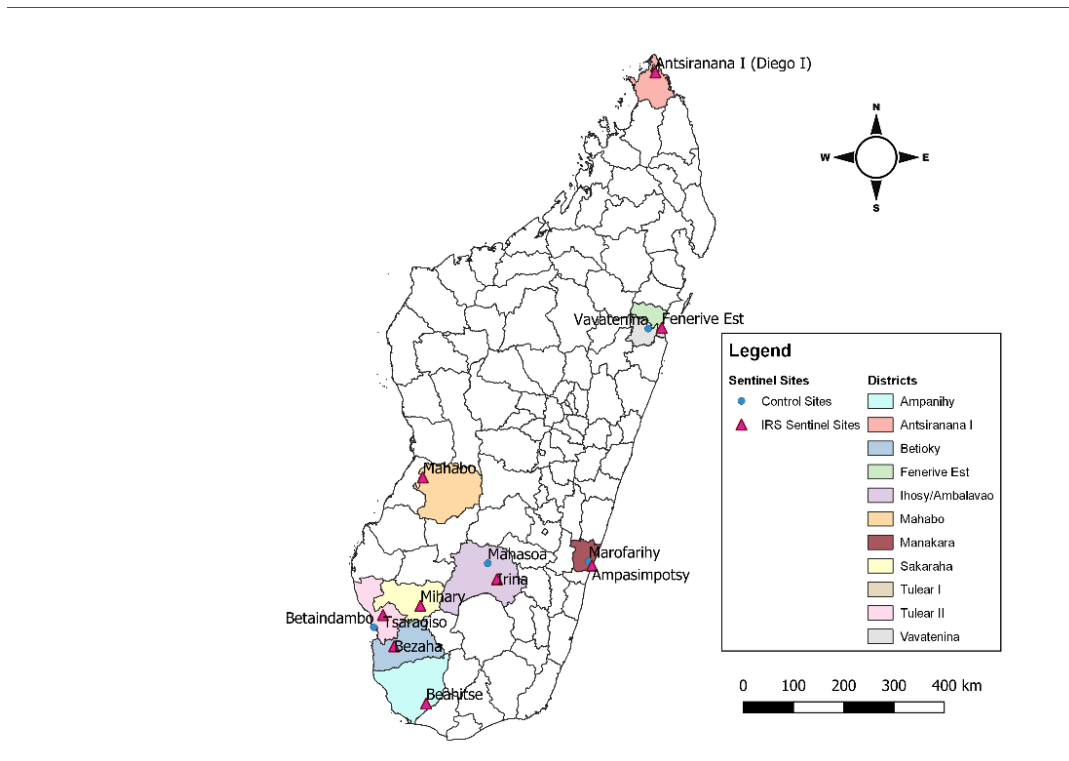 Antsiranana I (Diego I)
N
W
E
S
Vavatenina
Fenerive Est
Legend
Sentinel Sites
Control Sites
IRS Sentinel Sites
Districts
Ampanihy
Antsiranana I
Betioky
Fenerive Est
Ihosy/Ambalavao
Mahabo
Manakara
Sakaraha
Tulear I
Tulear II
Vavatenina
Mahabo
Mahasoa
Irina
Marofarihy
Ampasimpotsy
Mihary
Betaindambo
Tsaragiso
Bezaha
Beahitse
0 100 200 300 400 km